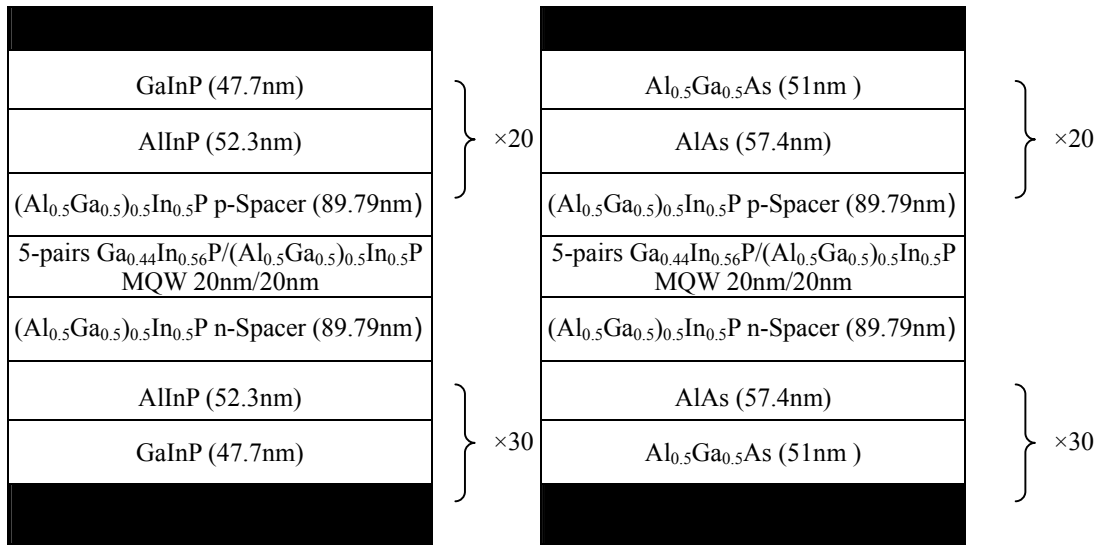 GaInP (47.7nm)
AlInP (52.3nm)
×20
(Al₀.₅Ga₀.₅)₀.₅In₀.₅P p-Spacer (89.79nm)
5-pairs Ga₀.₄₄In₀.₅₆P/(Al₀.₅Ga₀.₅)₀.₅In₀.₅P
MQW 20nm/20nm
(Al₀.₅Ga₀.₅)₀.₅In₀.₅P n-Spacer (89.79nm)
AlInP (52.3nm)
×30
GaInP (47.7nm)
Al₀.₅Ga₀.₅As (51nm )
AlAs (57.4nm)
×20
(Al₀.₅Ga₀.₅)₀.₅In₀.₅P p-Spacer (89.79nm)
5-pairs Ga₀.₄₄In₀.₅₆P/(Al₀.₅Ga₀.₅)₀.₅In₀.₅P
MQW 20nm/20nm
(Al₀.₅Ga₀.₅)₀.₅In₀.₅P n-Spacer (89.79nm)
AlAs (57.4nm)
×30
Al₀.₅Ga₀.₅As (51nm )